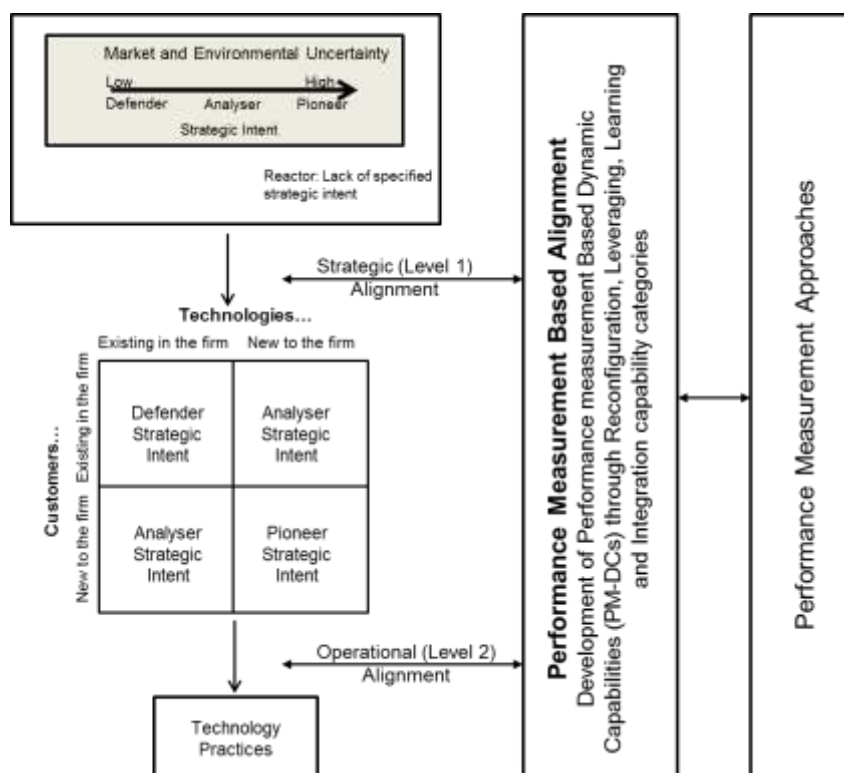 Market and Environmental Uncertainty
Low High
Defender Analyser Pioneer
Strategic Intent
Reactor: Lack of specified
strategic intent
Strategic (Level 1)
Alignment
Technologies...
Existing in the firm New to the firm
Customers...
Existing in the firm
New to the firm
Defender
Strategic
Intent
Analyser
Strategic
Intent
Analyser
Strategic
Intent
Pioneer
Strategic
Intent
Operational (Level 2)
Alignment
Technology
Practices
Performance Measurement Based Alignment
Development of Performance measurement Based Dynamic
Capabilities (PM-DCs) through Reconfiguration, Leveraging, Learning
and Integration capability categories
Performance Measurement Approaches